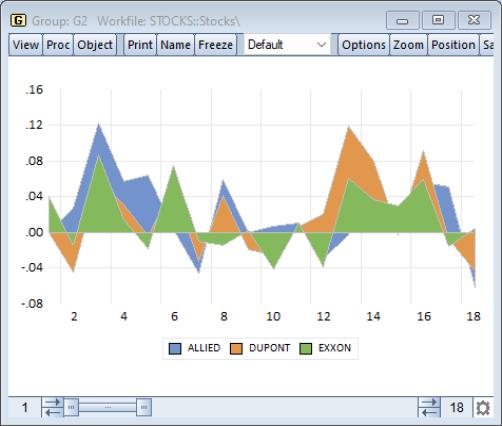 G Group: G2 Workfile: STOCKS::Stocks\
View Proc Object Print Name Freeze Default Options Zoom Position Sa
.16
.12
.08
.04
.00
-.04
-.08
2 4 6 8 10 12 14 16 18
ALLIED DUPONT EXXON
1 18